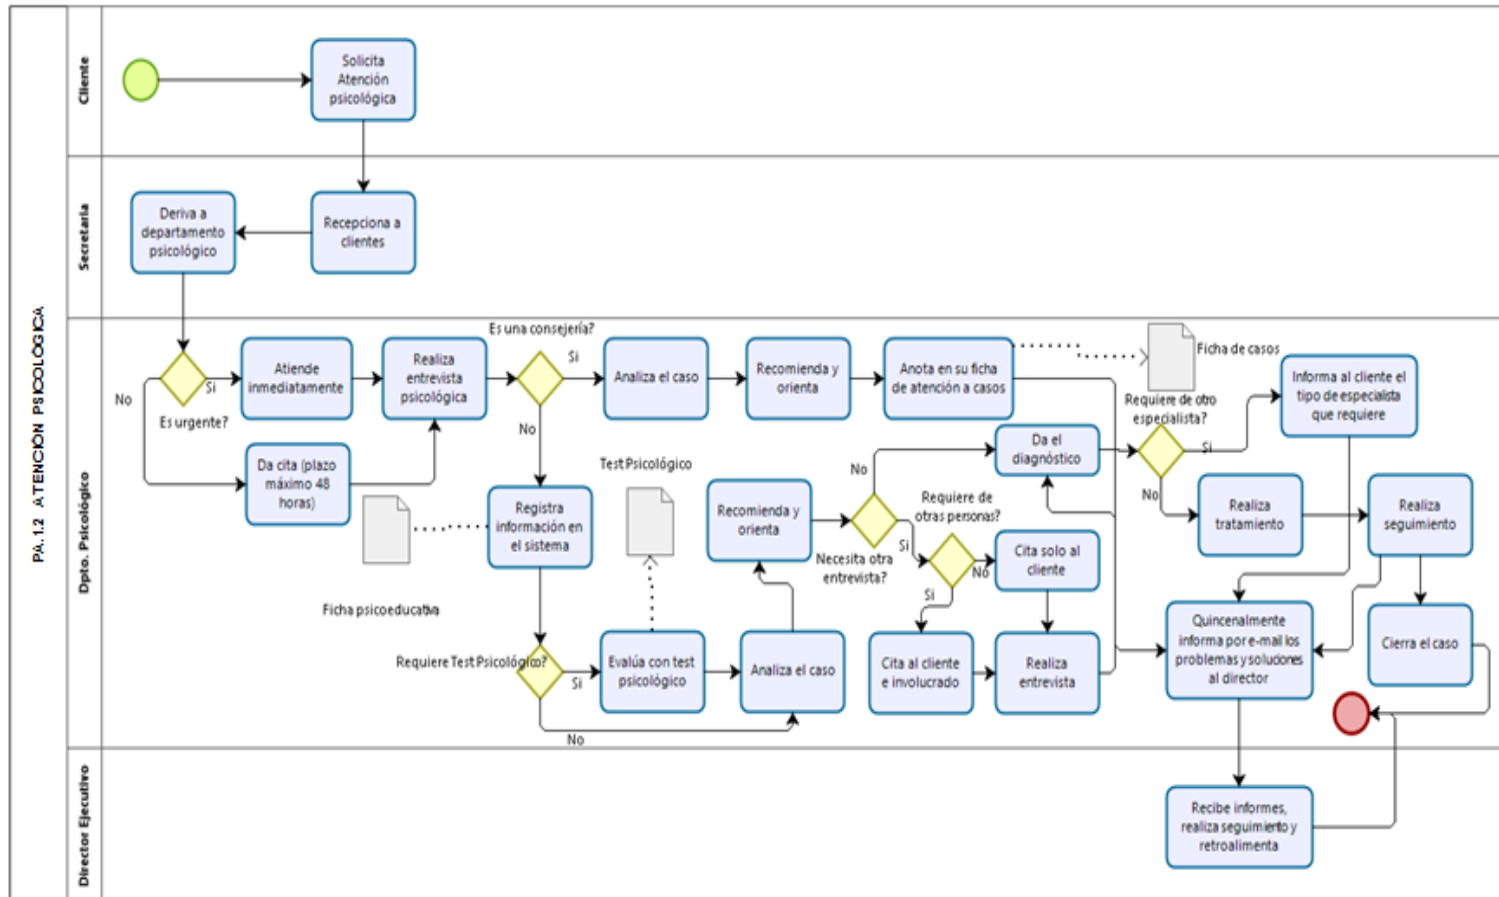 PA.1.2 ATENCIÓN PSICOLÓGICA
Cliente
Solicita
Atención
psicológica
Secretaria
Deriva a
departamento
psicológico
Recepciona a
clientes
Dpto. Psicológico
Es urgente?
Si
No
Atiende
inmediatamente
Da cita (plazo
máximo 48
horas)
Realiza
entrevista
psicológica
Es una consejería?
Si
No
Analiza el caso
Recomienda y
orienta
Anota en su ficha
de atención a casos
Ficha de casos
Registra
información en
el sistema
Ficha psicoeducativa
Requiere Test Psicológico?
Si
No
Evalúa con test
psicológico
Test Psicológico
Analiza el caso
Recomienda y
orienta
Necesita otra
entrevista?
No
Si
Requiere de
otras personas?
No
Si
Cita solo al
cliente
Cita al cliente
e involucrado
Realiza
entrevista
Da el
diagnóstico
Requiere de otro
especialista?
Si
No
Informa al cliente el
tipo de especialista
que requiere
Realiza
tratamiento
Realiza
seguimiento
Quincenalmente
informa por e-mail los
problemas y soluciones
al director
Cierra el caso
Director Ejecutivo
Recibe informes,
realiza seguimiento y
retroalimenta